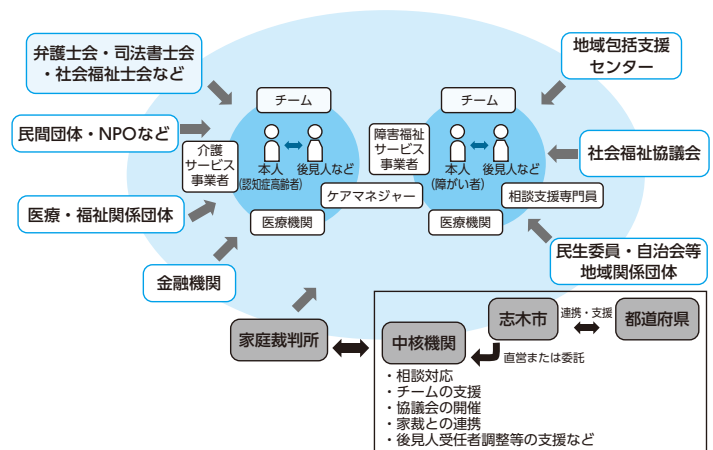 弁護士会・司法書士会
・社会福祉士会など
地域包括支援
センター
チーム
チーム
民間団体・NPOなど
介護
サービス
事業者
本人
(認知症高齢者)
後見人など
障害福祉
サービス
事業者
本人
(障がい者)
後見人など
社会福祉協議会
医療・福祉関係団体
ケアマネジャー
相談支援専門員
医療機関
医療機関
金融機関
民生委員・自治会等
地域関係団体
家庭裁判所
中核機関
志木市
連携・支援
都道府県
直営または委託
・相談対応
・チームの支援
・協議会の開催
・家裁との連携
・後見人受任者調整等の支援など